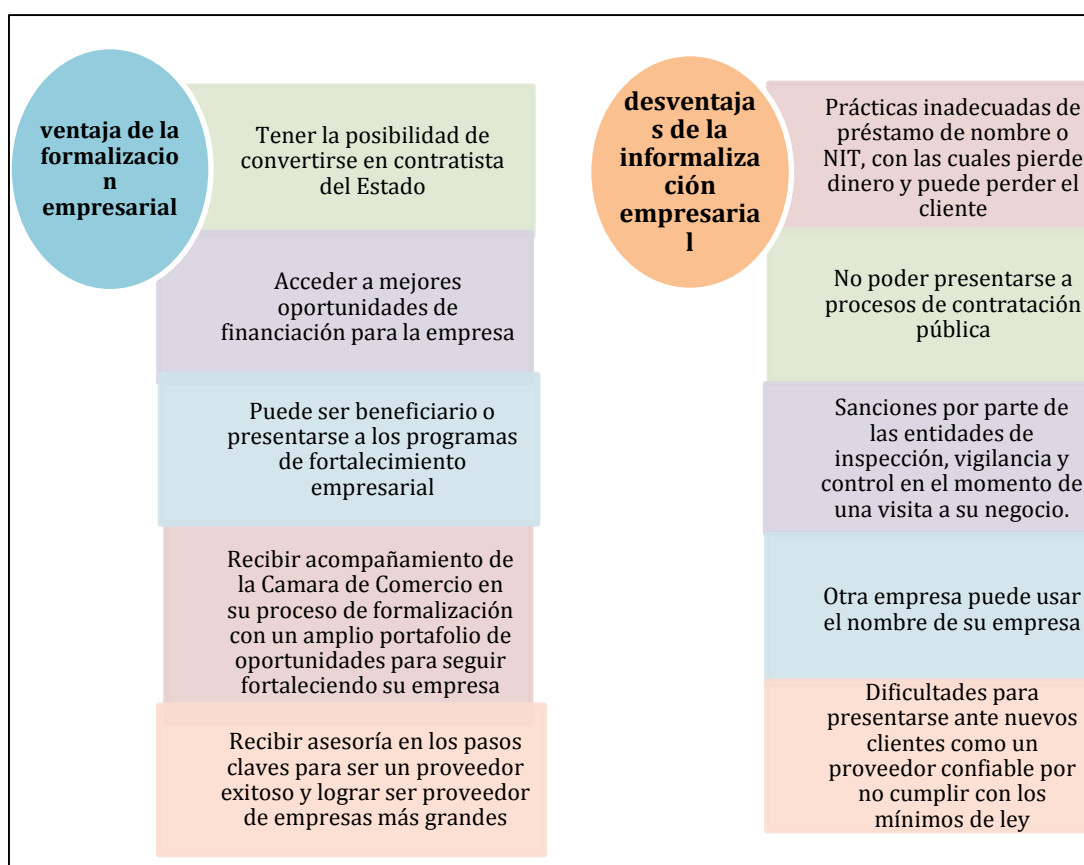 ventaja de la
formalizacio
n
empresarial
Tener la posibilidad de
convertirse en contratista
del Estado
Acceder a mejores
oportunidades de
financiación para la empresa
Puede ser beneficiario o
presentarse a los programas
de fortalecimiento
empresarial
Recibir acompañamiento de
la Camara de Comercio en
su proceso de formalización
con un amplio portafolio de
oportunidades para seguir
fortaleciendo su empresa
Recibir asesoría en los pasos
claves para ser un proveedor
exitoso y lograr ser proveedor
de empresas más grandes
desventaja
s de la
informaliza
ción
empresaria
l
Prácticas inadecuadas de
préstamo de nombre o
NIT, con las cuales pierde
dinero y puede perder el
cliente
No poder presentarse a
procesos de contratación
pública
Sanciones por parte de
las entidades de
inspección, vigilancia y
control en el momento de
una visita a su negocio.
Otra empresa puede usar
el nombre de su empresa
Dificultades para
presentarse ante nuevos
clientes como un
proveedor confiable por
no cumplir con los
mínimos de ley